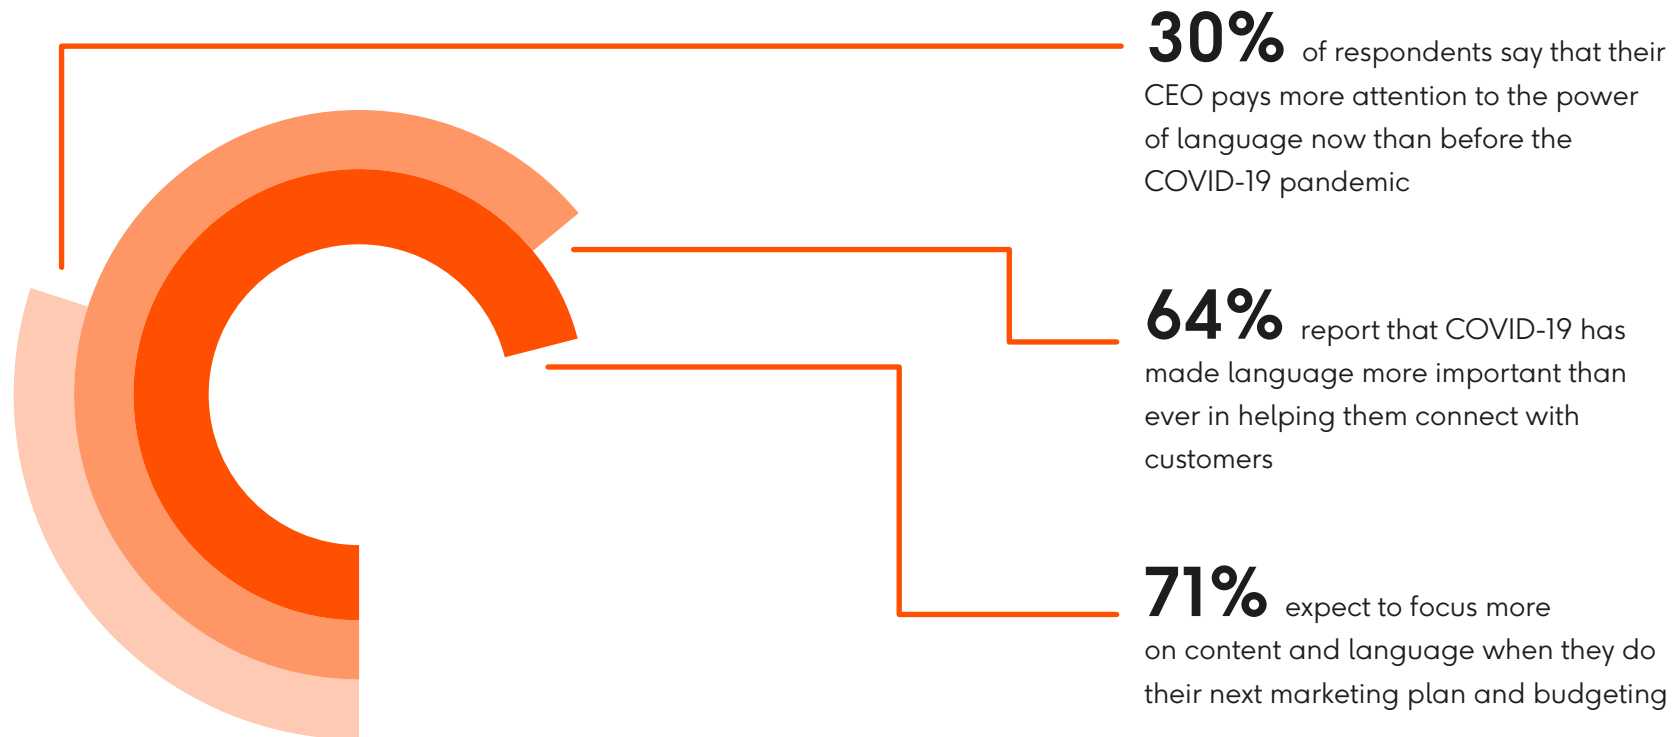 30% of respondents say that their
CEO pays more attention to the power
of language now than before the
COVID-19 pandemic
64% report that COVID-19 has
made language more important than
ever in helping them connect with
customers
71% expect to focus more
on content and language when they do
their next marketing plan and budgeting